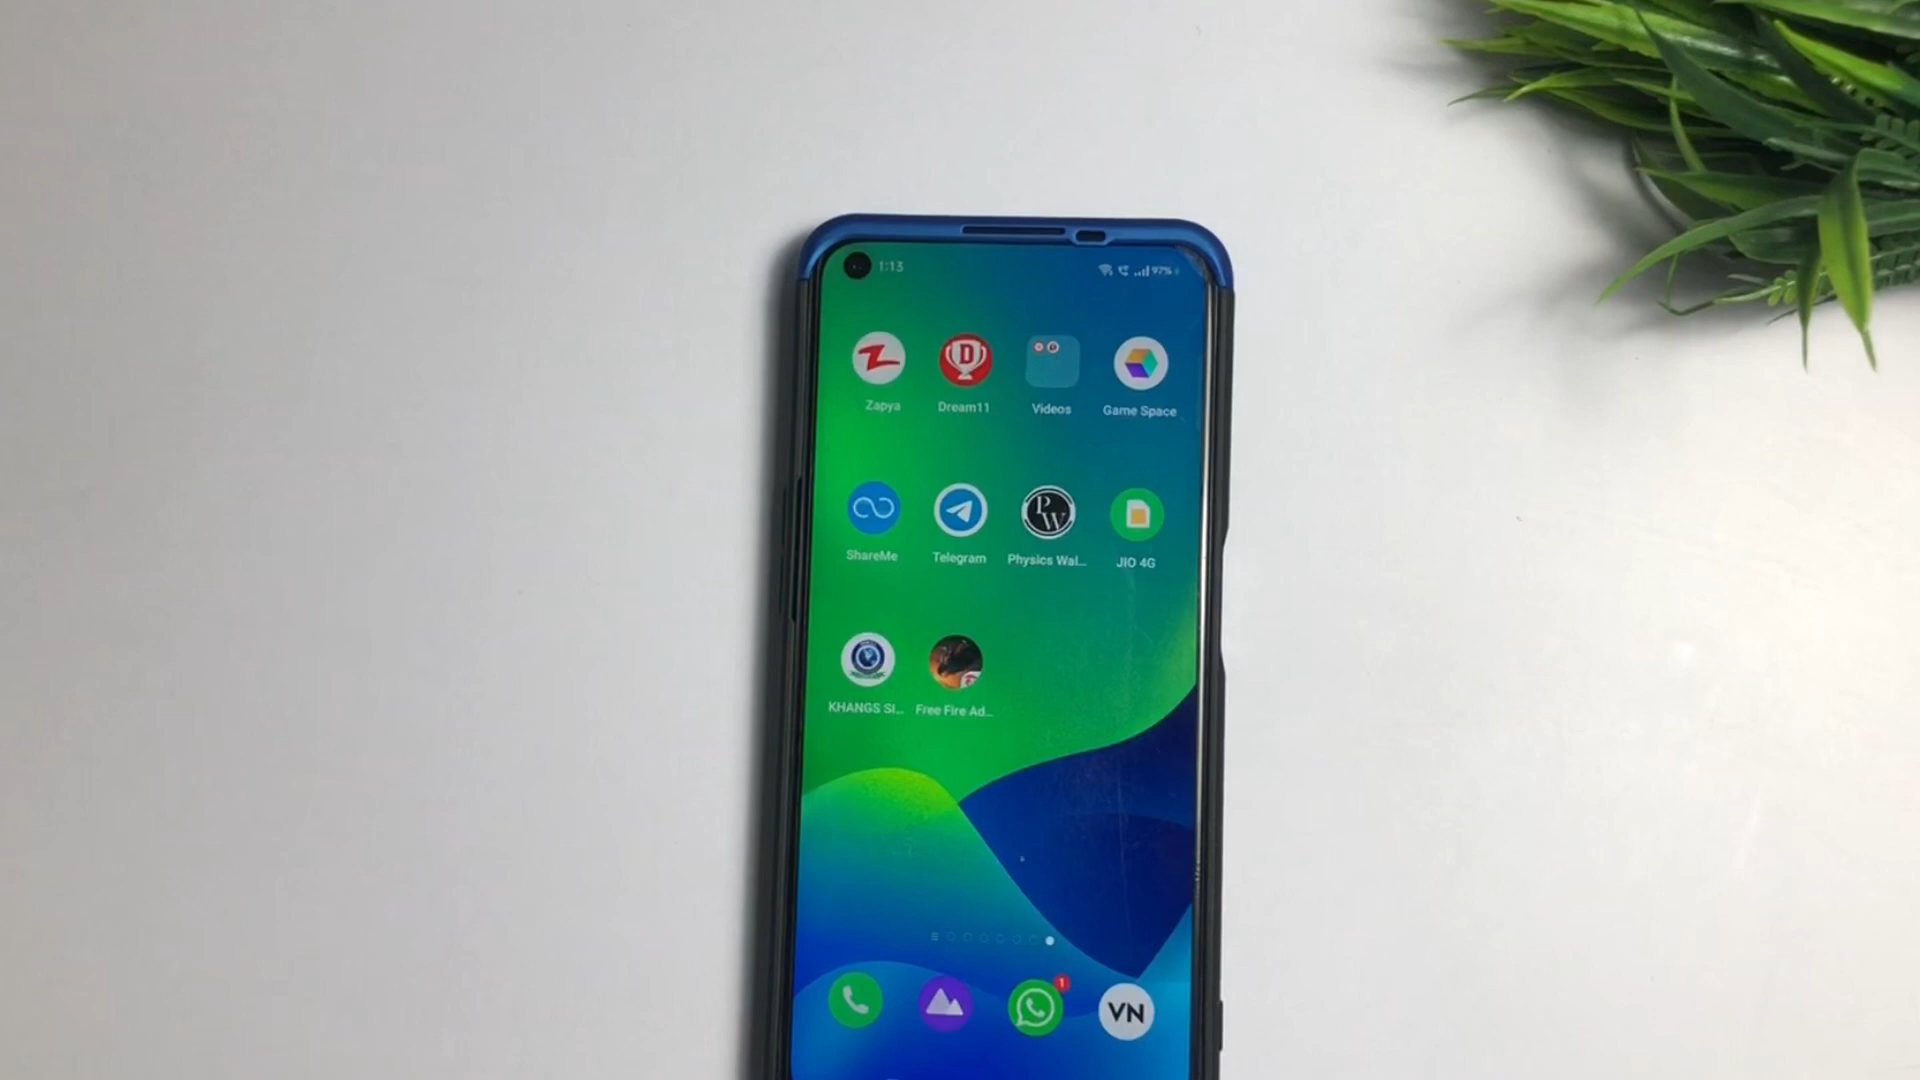 1:13 97%
Zapya Dream11 Videos Game Space
ShareMe Telegram Physics Wal... JIO 4G
KHANGS SI... Free Fire Ad...
1
VN